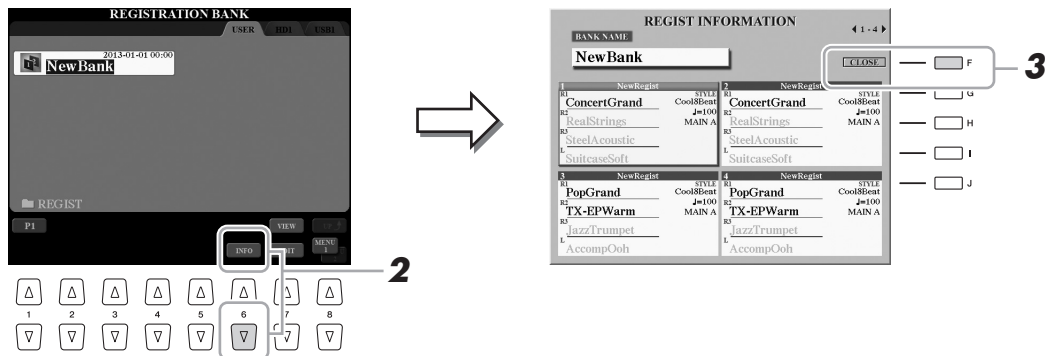 REGISTRATION BANK
USER HD1 USB1
2013-01-01 00:00
NewBank
REGIST
P1
VIEW
UP
INFO
MENU 1
2
1 2 3 4 5 6 7 8
REGIST INFORMATION
BANK NAME
1-4
NewBank
CLOSE
F
3
G
H
I
J
1 NewRegist
R1 STYLE
ConcertGrand Cool8Beat
R2 ♩=100
RealStrings MAIN A
R3
SteelAcoustic
L
SuitcaseSoft
2 NewRegist
R1 STYLE
ConcertGrand Cool8Beat
R2 ♩=100
RealStrings MAIN A
R3
SteelAcoustic
L
SuitcaseSoft
3 NewRegist
R1 STYLE
PopGrand Cool8Beat
R2 ♩=100
TX-EPWarm MAIN A
R3
JazzTrumpet
L
AccompOoh
4 NewRegist
R1 STYLE
PopGrand Cool8Beat
R2 ♩=100
TX-EPWarm MAIN A
R3
JazzTrumpet
L
AccompOoh